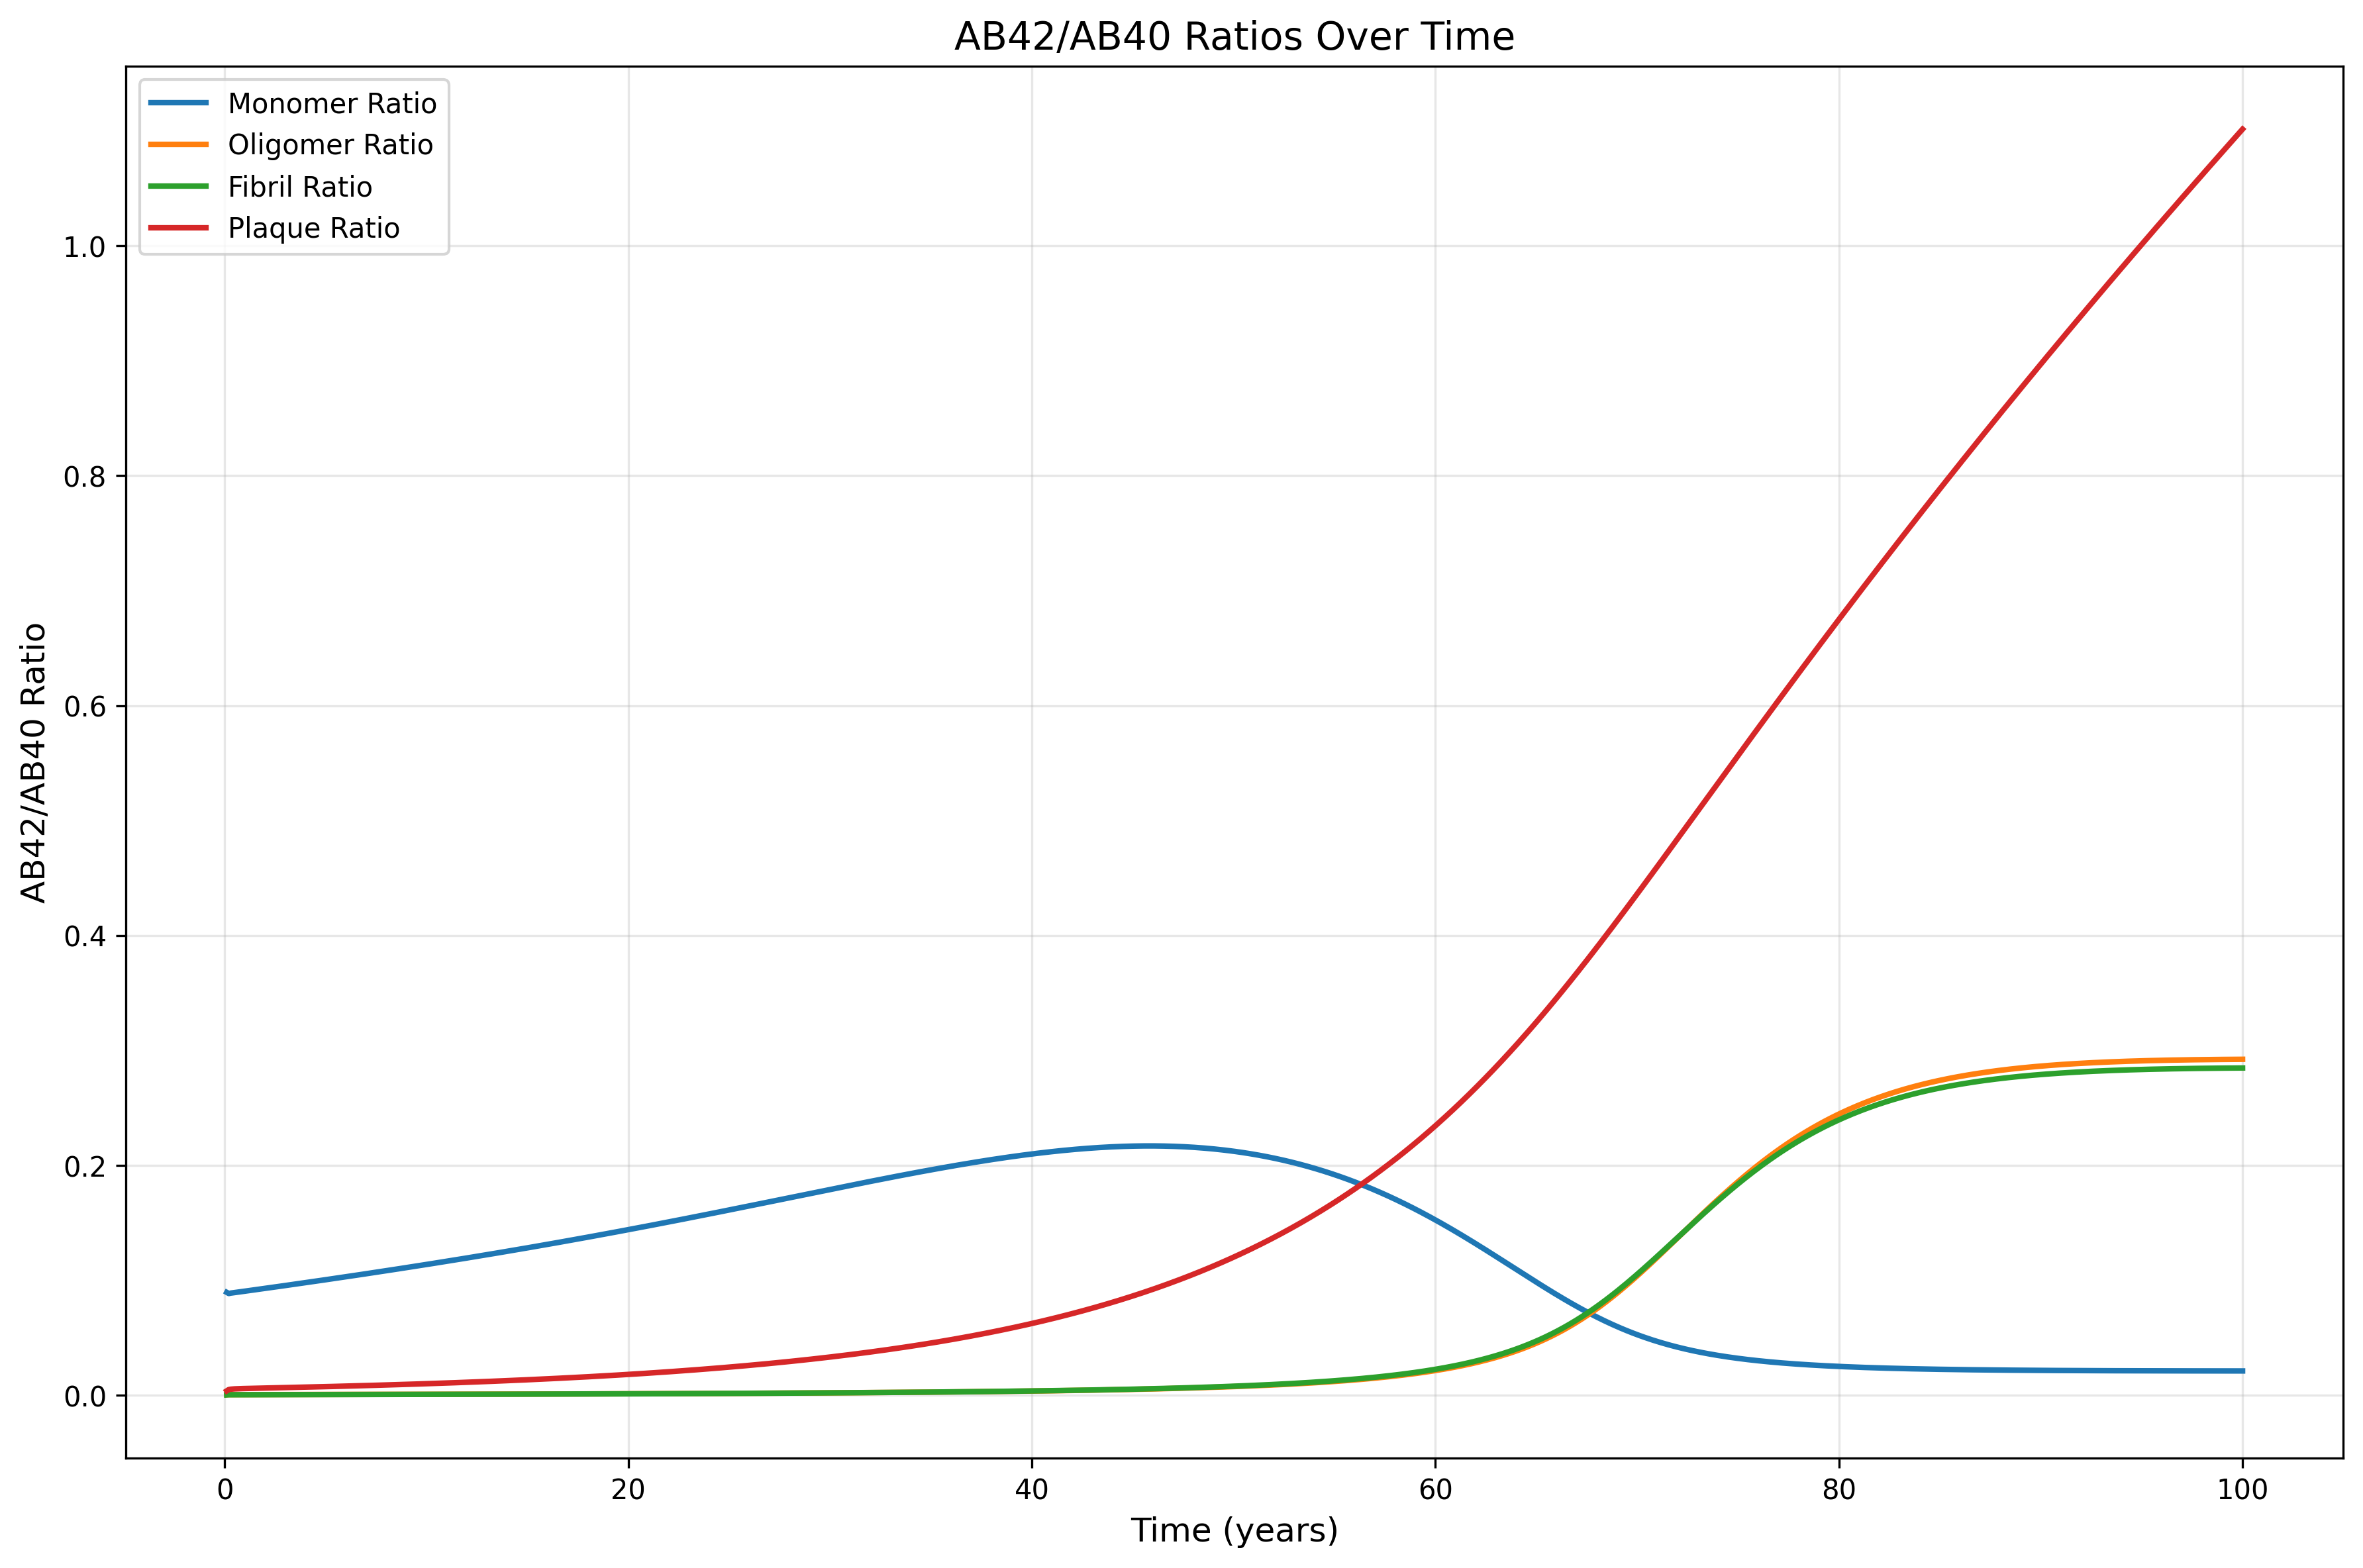 AB42/AB40 Ratios Over Time
Monomer Ratio
Oligomer Ratio
Fibril Ratio
Plaque Ratio
AB42/AB40 Ratio
1.0
0.8
0.6
0.4
0.2
0.0
0 20 40 60 80 100
Time (years)